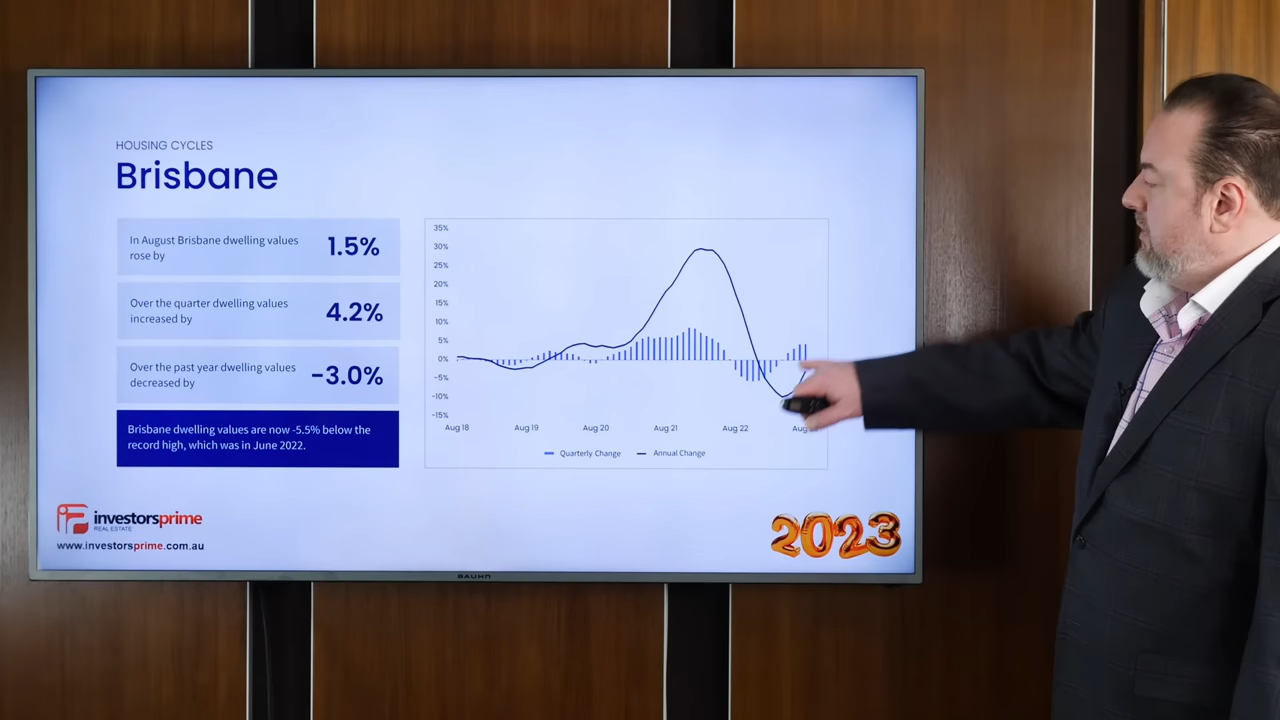 HOUSING CYCLES
Brisbane
In August Brisbane dwelling values
rose by
1.5%
Over the quarter dwelling values
increased by
4.2%
Over the past year dwelling values
decreased by
-3.0%
Brisbane dwelling values are now -5.5% below the
record high, which was in June 2022.
35%
30%
25%
20%
15%
10%
5%
0%
-5%
-10%
-15%
Aug 18 Aug 19 Aug 20 Aug 21 Aug 22
Quarterly Change Annual Change
investorsprime
REAL ESTATE
www.investorsprime.com.au
2023
BAUHN